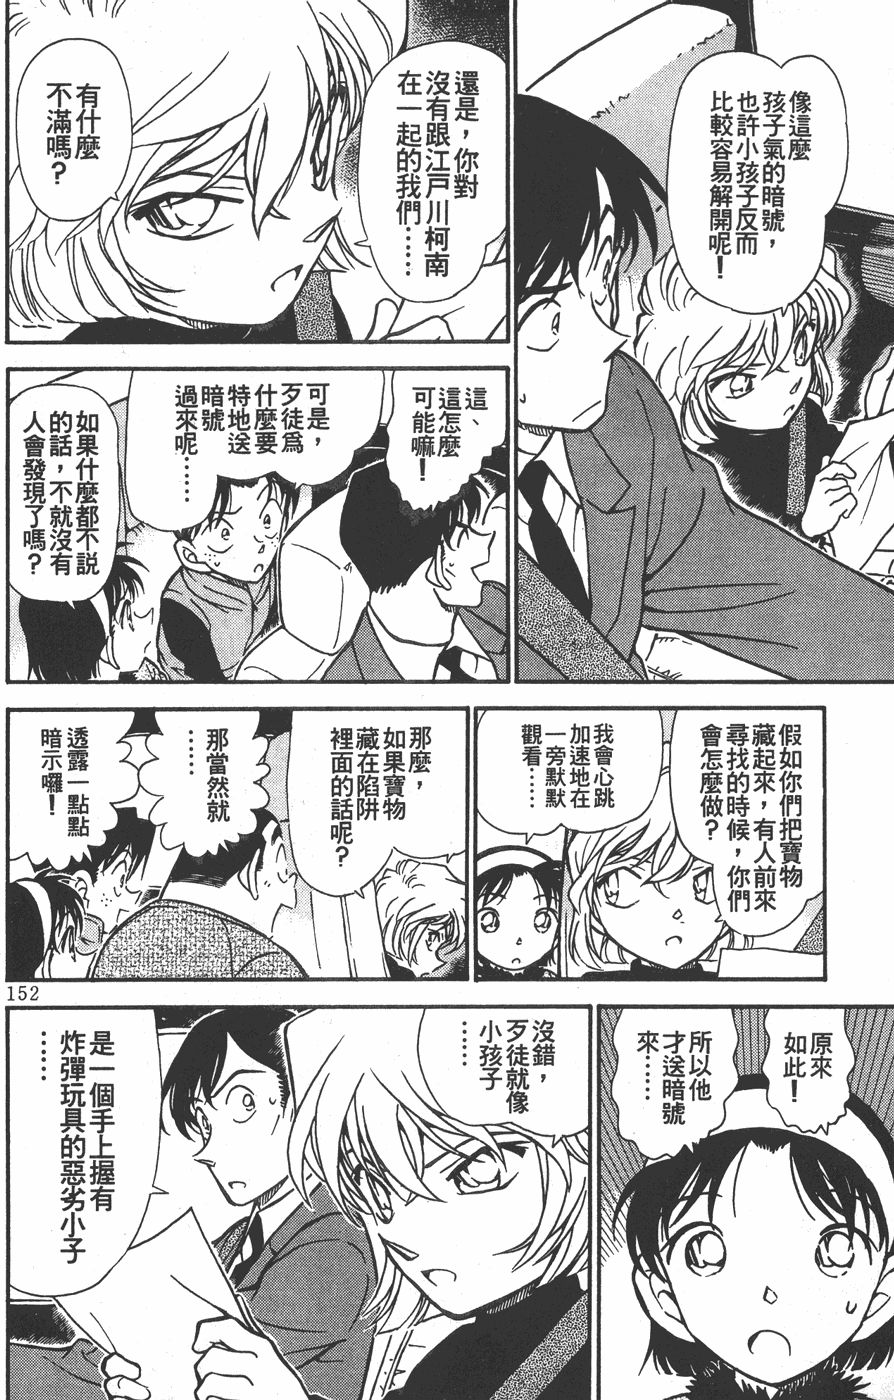 像這麼
孩子氣的暗號，
也許小孩子反而
比較容易解開呢！
還是，你對
沒有跟江戶川柯南
在一起的我們……
有什麼
不滿嗎？
這、
這怎麼
可能嘛！
可是，
歹徒為
什麼要
特地送
暗號
過來呢……
如果什麼都不說
的話，不就沒有
人會發現了嗎？
假如你們把寶物
藏起來，有人前來
尋找的時候，你們
會怎麼做？
我會心跳
加速地在
一旁默默
觀看……
那麼，
如果寶物
藏在陷阱
裡面的話呢？
那當然就
……
透露一點點
暗示囉！
152
原來
如此！
所以他
才送暗號
來……
沒錯，
歹徒就像
小孩子
……
是一個手上握有
炸彈玩具的惡劣小子
……